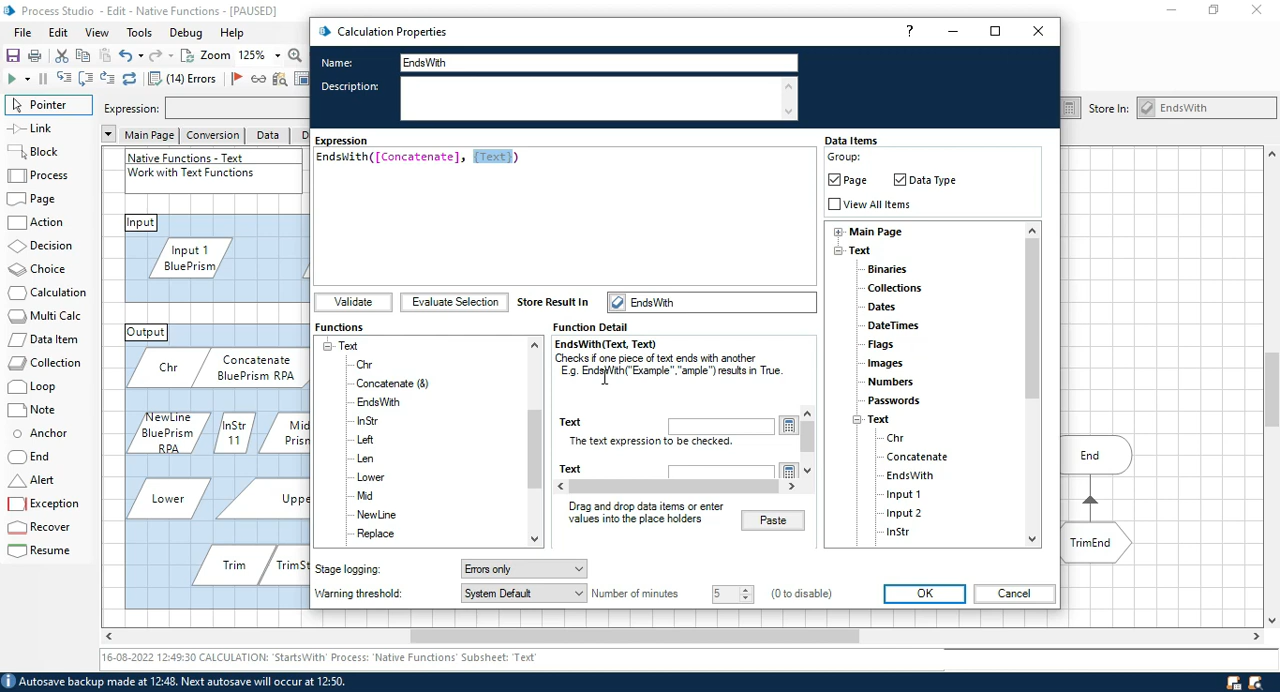 Process Studio - Edit - Native Functions - [PAUSED]
File Edit View Tools Debug Help
Zoom 125%
(14) Errors
Pointer
Link
Block
Process
Page
Action
Decision
Choice
Calculation
Multi Calc
Data Item
Collection
Loop
Note
Anchor
End
Alert
Exception
Recover
Resume
Expression:
Store In: EndsWith
Main Page Conversion Data D
Native Functions - Text
Work with Text Functions
Input
Input 1
BluePrism
Output
Chr
Concatenate
BluePrism RPA
NewLine
BluePrism
RPA
InStr
11
Mid
Prism
Lower
Uppe
Trim
TrimSt
End
TrimEnd
Calculation Properties
?
Name: EndsWith
Description:
Expression
EndsWith([Concatenate], {Text})
Validate Evaluate Selection Store Result In EndsWith
Functions
Text
Chr
Concatenate (&)
EndsWith
InStr
Left
Len
Lower
Mid
NewLine
Replace
Function Detail
EndsWith(Text, Text)
Checks if one piece of text ends with another
E.g. EndsWith("Example","ample") results in True.
Text
The text expression to be checked.
Text
Drag and drop data items or enter
values into the place holders
Paste
Data Items
Group:
Page Data Type
View All Items
Main Page
Text
Binaries
Collections
Dates
DateTimes
Flags
Images
Numbers
Passwords
Text
Chr
Concatenate
EndsWith
Input 1
Input 2
InStr
Stage logging: Errors only
Warning threshold: System Default Number of minutes 5 (0 to disable)
OK Cancel
16-08-2022 12:49:30 CALCULATION: 'StartsWith' Process: 'Native Functions' Subsheet: 'Text'
Autosave backup made at 12:48. Next autosave will occur at 12:50.